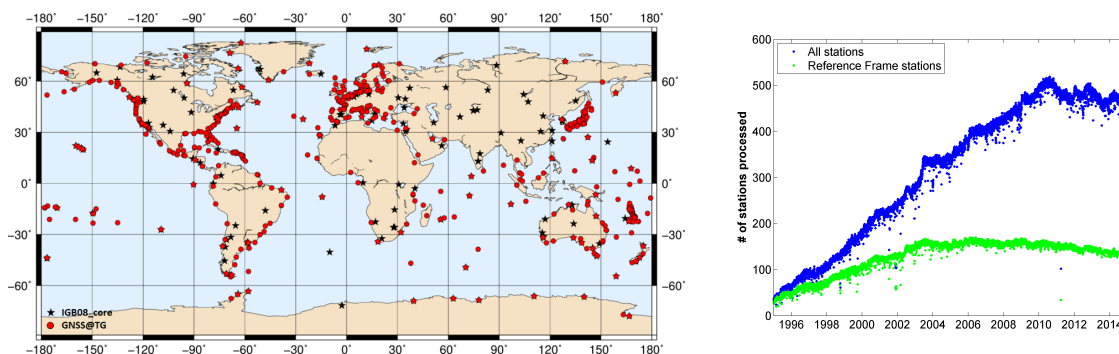 −180˚ −150˚ −120˚ −90˚ −60˚ −30˚ 0˚ 30˚ 60˚ 90˚ 120˚ 150˚ 180˚
60˚ 60˚
30˚ 30˚
0˚ 0˚
−30˚ −30˚
−60˚ −60˚
IGB08_core
GNSS@TG
−180˚ −150˚ −120˚ −90˚ −60˚ −30˚ 0˚ 30˚ 60˚ 90˚ 120˚ 150˚ 180˚
# of stations processed
600
500
400
300
200
100
0
All stations
Reference Frame stations
1996 1998 2000 2002 2004 2006 2008 2010 2012 2014